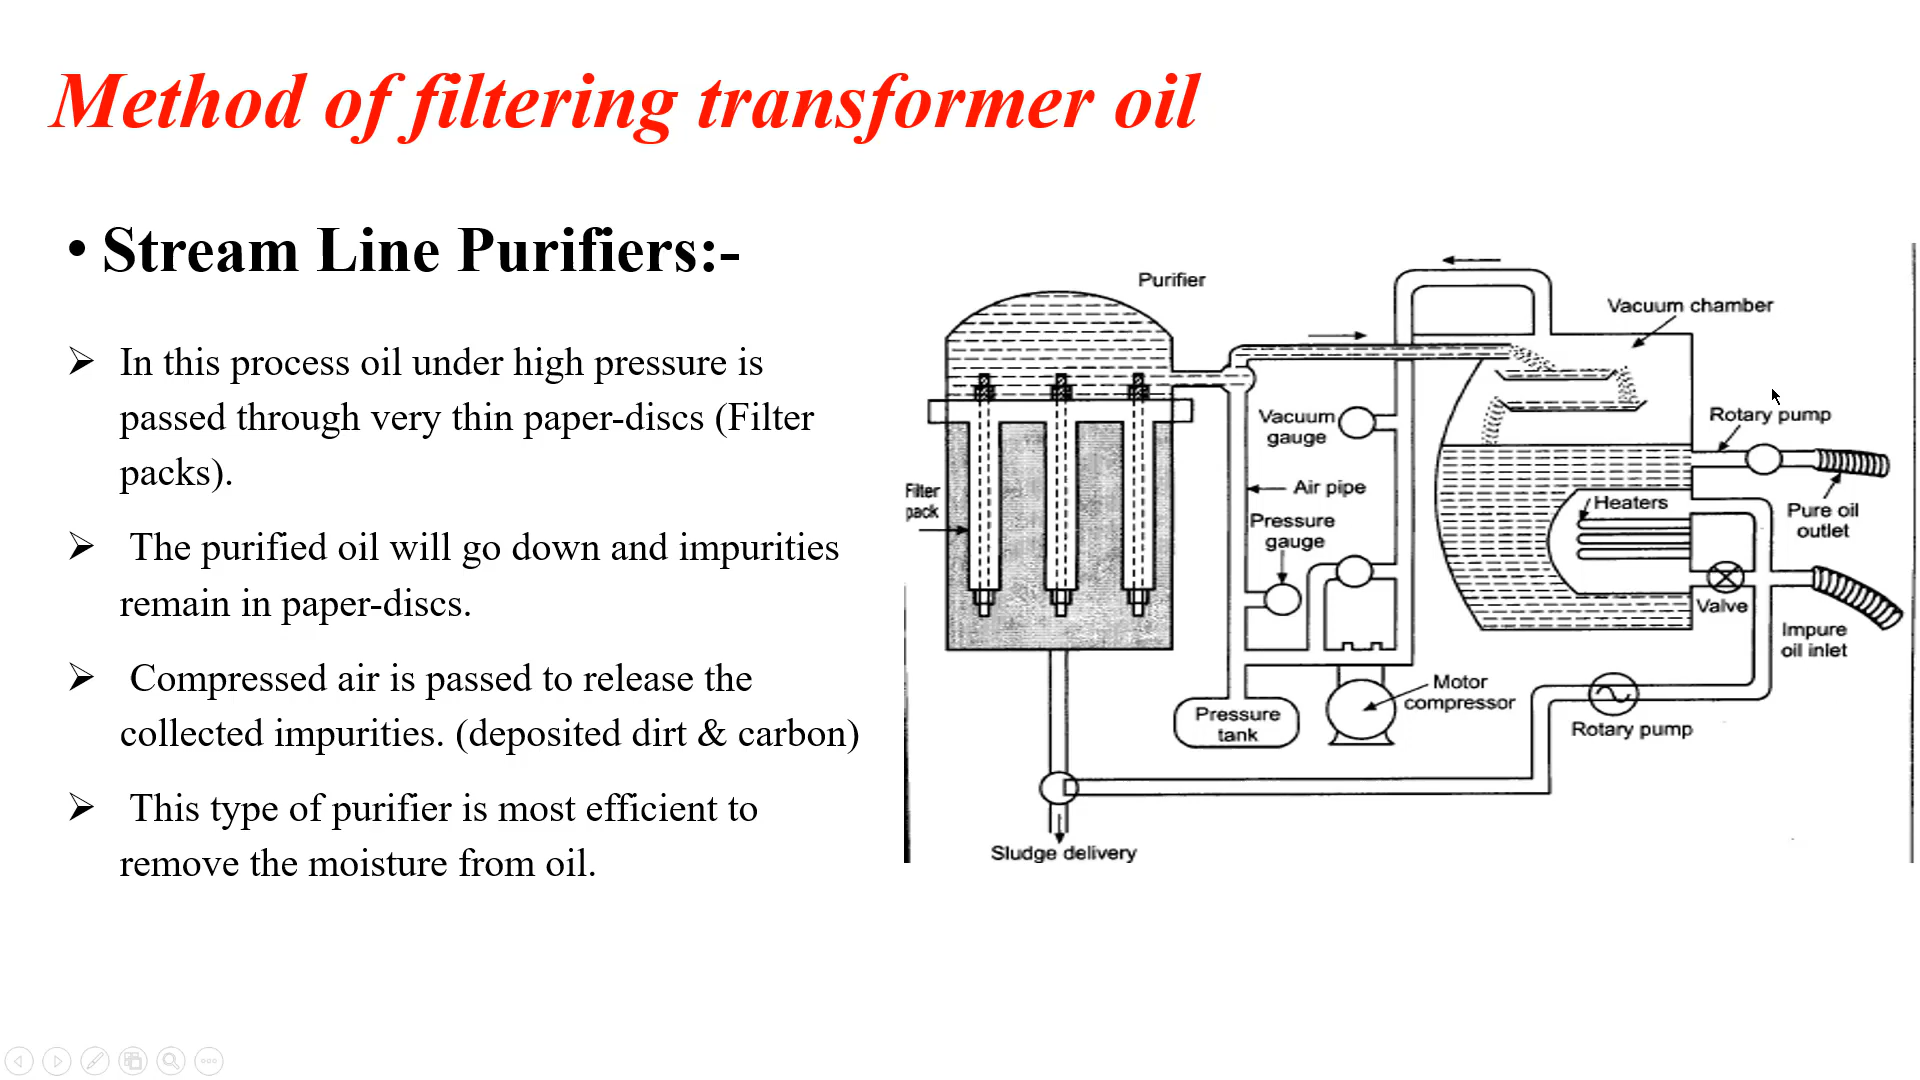 Method of filtering transformer oil
• Stream Line Purifiers:-
➢ In this process oil under high pressure is
passed through very thin paper-discs (Filter
packs).
➢ The purified oil will go down and impurities
remain in paper-discs.
➢ Compressed air is passed to release the
collected impurities. (deposited dirt & carbon)
➢ This type of purifier is most efficient to
remove the moisture from oil.
Purifier
Vacuum chamber
Vacuum
gauge
Rotary pump
Filter
pack
Air pipe
Heaters
Pure oil
outlet
Pressure
gauge
Valve
Impure
oil inlet
Motor
compressor
Pressure
tank
Rotary pump
Sludge delivery